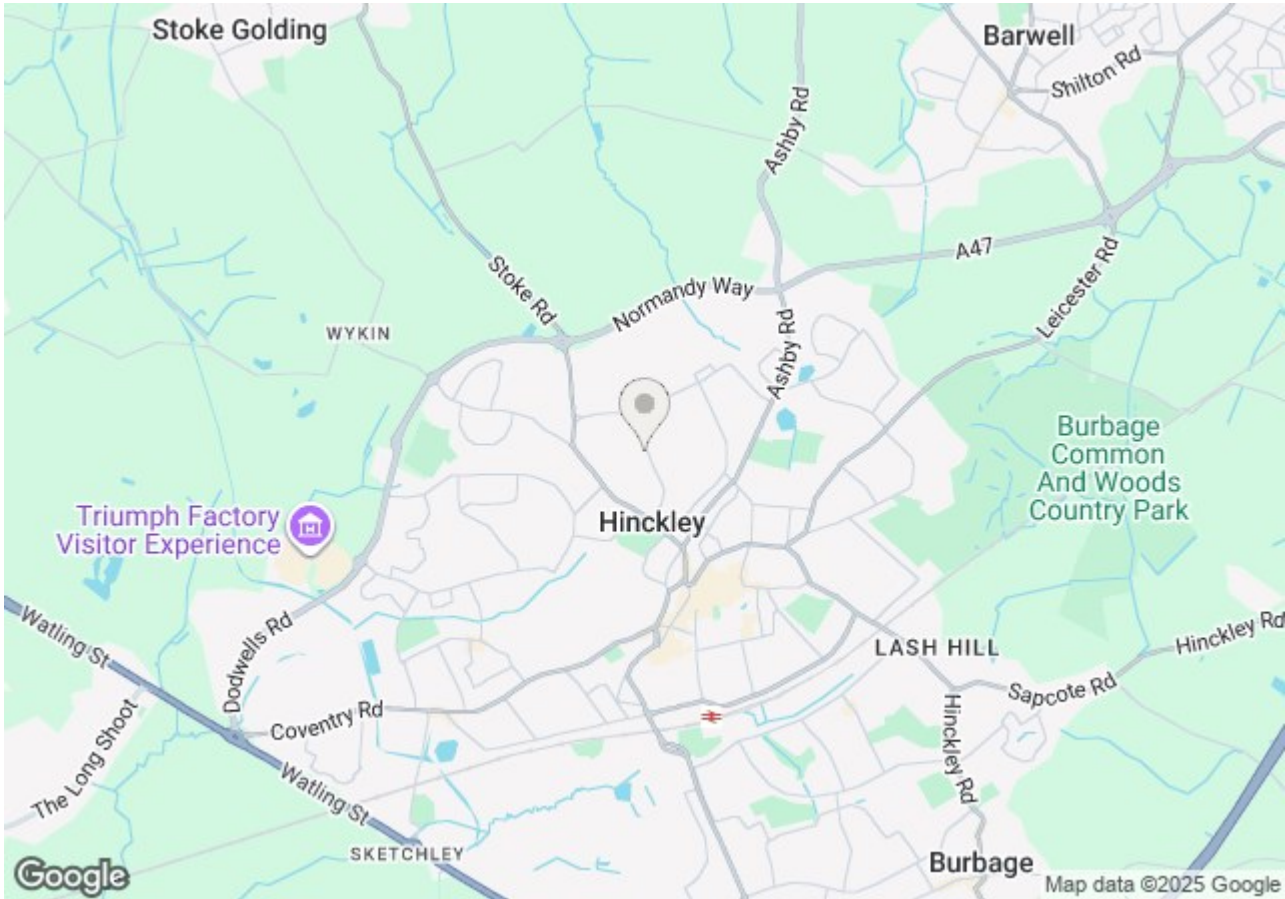 Stoke Golding
Barwell
Shilton Rd
Ashby Rd
A47
Leicester Rd
Stoke Rd
Normandy Way
WYKIN
Ashby Rd
Burbage
Common
And Woods
Country Park
Triumph Factory
Visitor Experience
Hinckley
Watling St
Dodwells Rd
LASH HILL
Hinckley Rd
Sapcote Rd
Coventry Rd
Hinckley Rd
The Long Shoot
Watling St
SKETCHLEY
Burbage
Google
Map data ©2025 Google